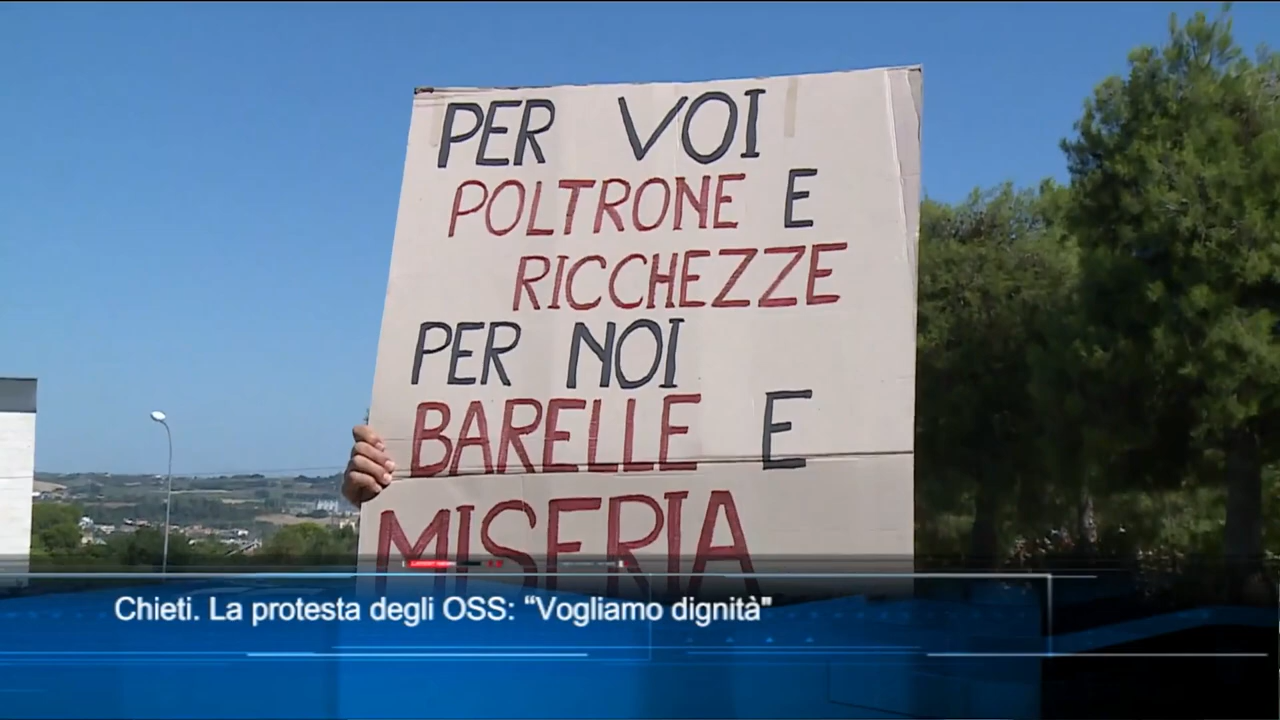 PER VOI
POLTRONE E
RICCHEZZE
PER NOI
BARELLE E
MISERIA
Chieti. La protesta degli OSS: “Vogliamo dignità"